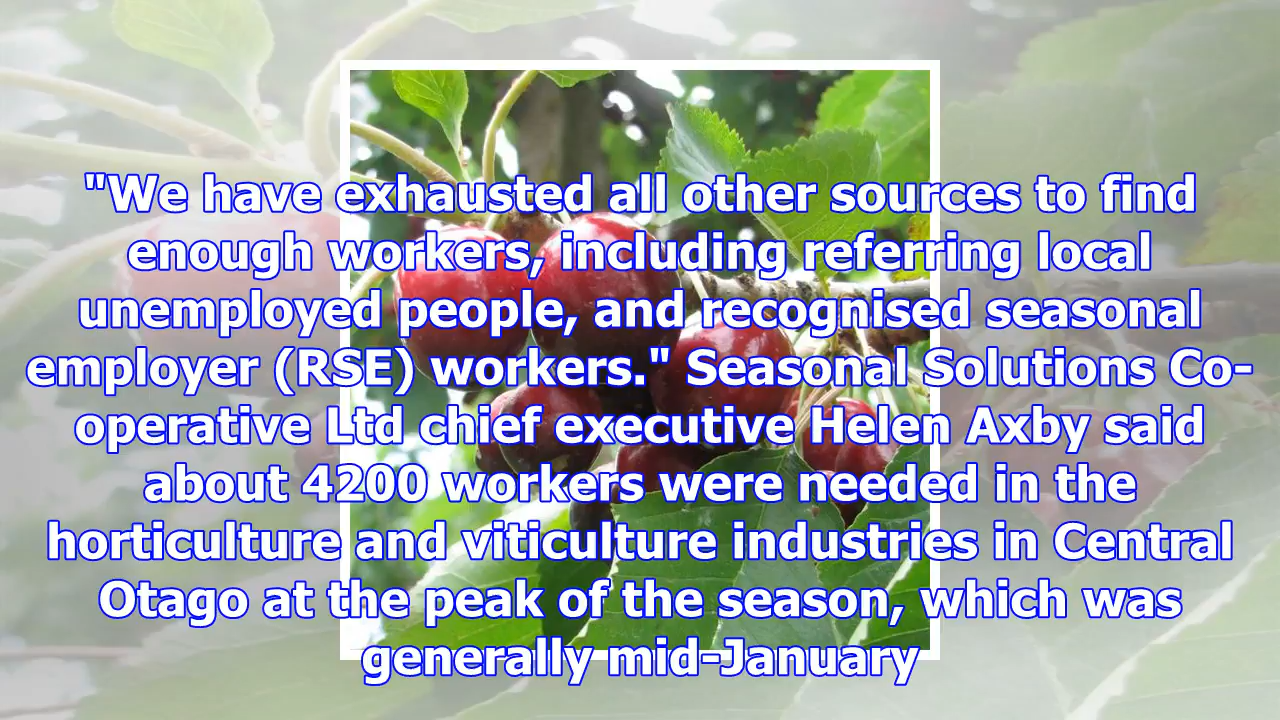 "We have exhausted all other sources to find
enough workers, including referring local
unemployed people, and recognised seasonal
employer (RSE) workers." Seasonal Solutions Co-
operative Ltd chief executive Helen Axby said
about 4200 workers were needed in the
horticulture and viticulture industries in Central
Otago at the peak of the season, which was
generally mid-January